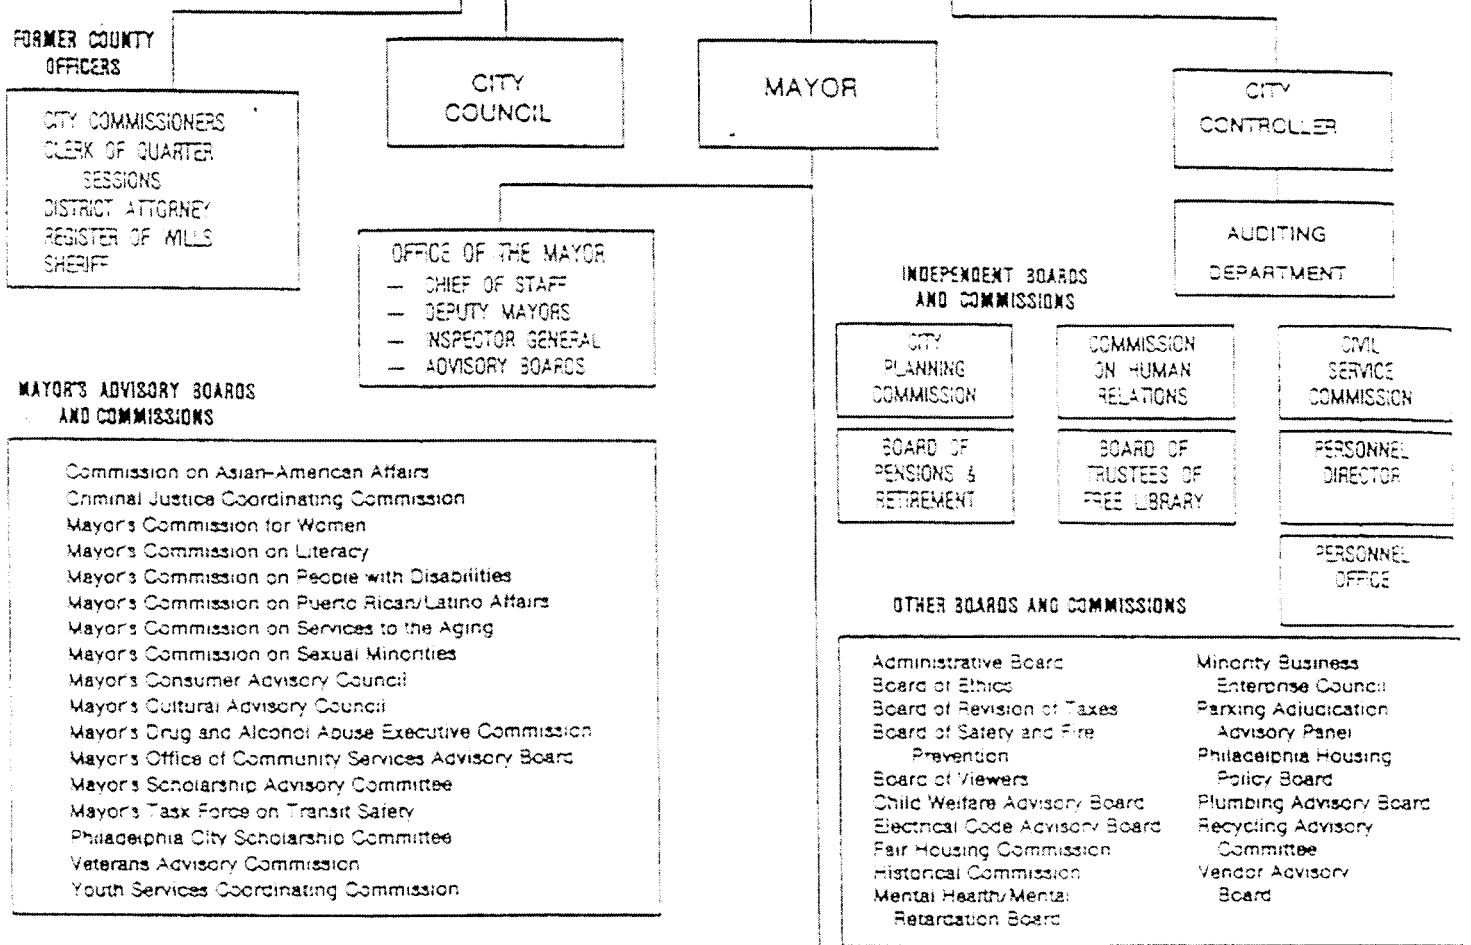 FORMER COUNTY
OFFICERS
CITY COMMISSIONERS
CLERK OF QUARTER
SESSIONS
DISTRICT ATTORNEY
REGISTER OF WILLS
SHERIFF
CITY
COUNCIL
MAYOR
CITY
CONTROLLER
AUDITING
DEPARTMENT
OFFICE OF THE MAYOR
— CHIEF OF STAFF
— DEPUTY MAYORS
— INSPECTOR GENERAL
— ADVISORY BOARDS
INDEPENDENT BOARDS
AND COMMISSIONS
CITY
PLANNING
COMMISSION
COMMISSION
ON HUMAN
RELATIONS
CIVIL
SERVICE
COMMISSION
BOARD OF
PENSIONS &
RETIREMENT
BOARD OF
TRUSTEES OF
FREE LIBRARY
PERSONNEL
DIRECTOR
PERSONNEL
OFFICE
MAYOR'S ADVISORY BOARDS
AND COMMISSIONS
Commission on Asian-American Affairs
Criminal Justice Coordinating Commission
Mayor's Commission for Women
Mayor's Commission on Literacy
Mayor's Commission on People with Disabilities
Mayor's Commission on Puerto Rican/Latino Affairs
Mayor's Commission on Services to the Aging
Mayor's Commission on Sexual Minorities
Mayor's Consumer Advisory Council
Mayor's Cultural Advisory Council
Mayor's Drug and Alcohol Abuse Executive Commission
Mayor's Office of Community Services Advisory Board
Mayor's Scholarship Advisory Committee
Mayor's Task Force on Transit Safety
Philadelphia City Scholarship Committee
Veterans Advisory Commission
Youth Services Coordinating Commission
OTHER BOARDS AND COMMISSIONS
Administrative Board
Board of Ethics
Board of Revision of Taxes
Board of Safety and Fire
Prevention
Board of Viewers
Child Welfare Advisory Board
Electrical Code Advisory Board
Fair Housing Commission
Historical Commission
Mental Health/Mental
Retardation Board
Minority Business
Enterprise Council
Parking Adjudication
Advisory Panel
Philadelphia Housing
Policy Board
Plumbing Advisory Board
Recycling Advisory
Committee
Vendor Advisory
Board